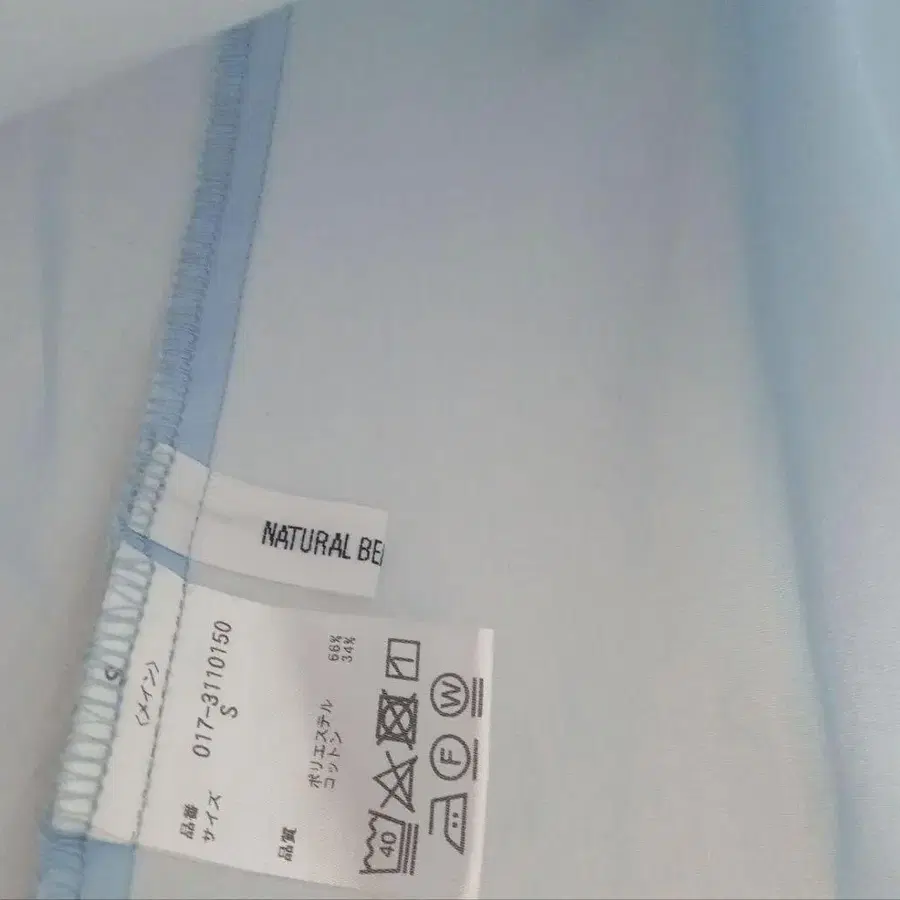 NATURAL BE
S
〈メイン〉
品番 017-3110150
サイズ S
品質
ポリエステル 66%
コットン 34%
40
F
W